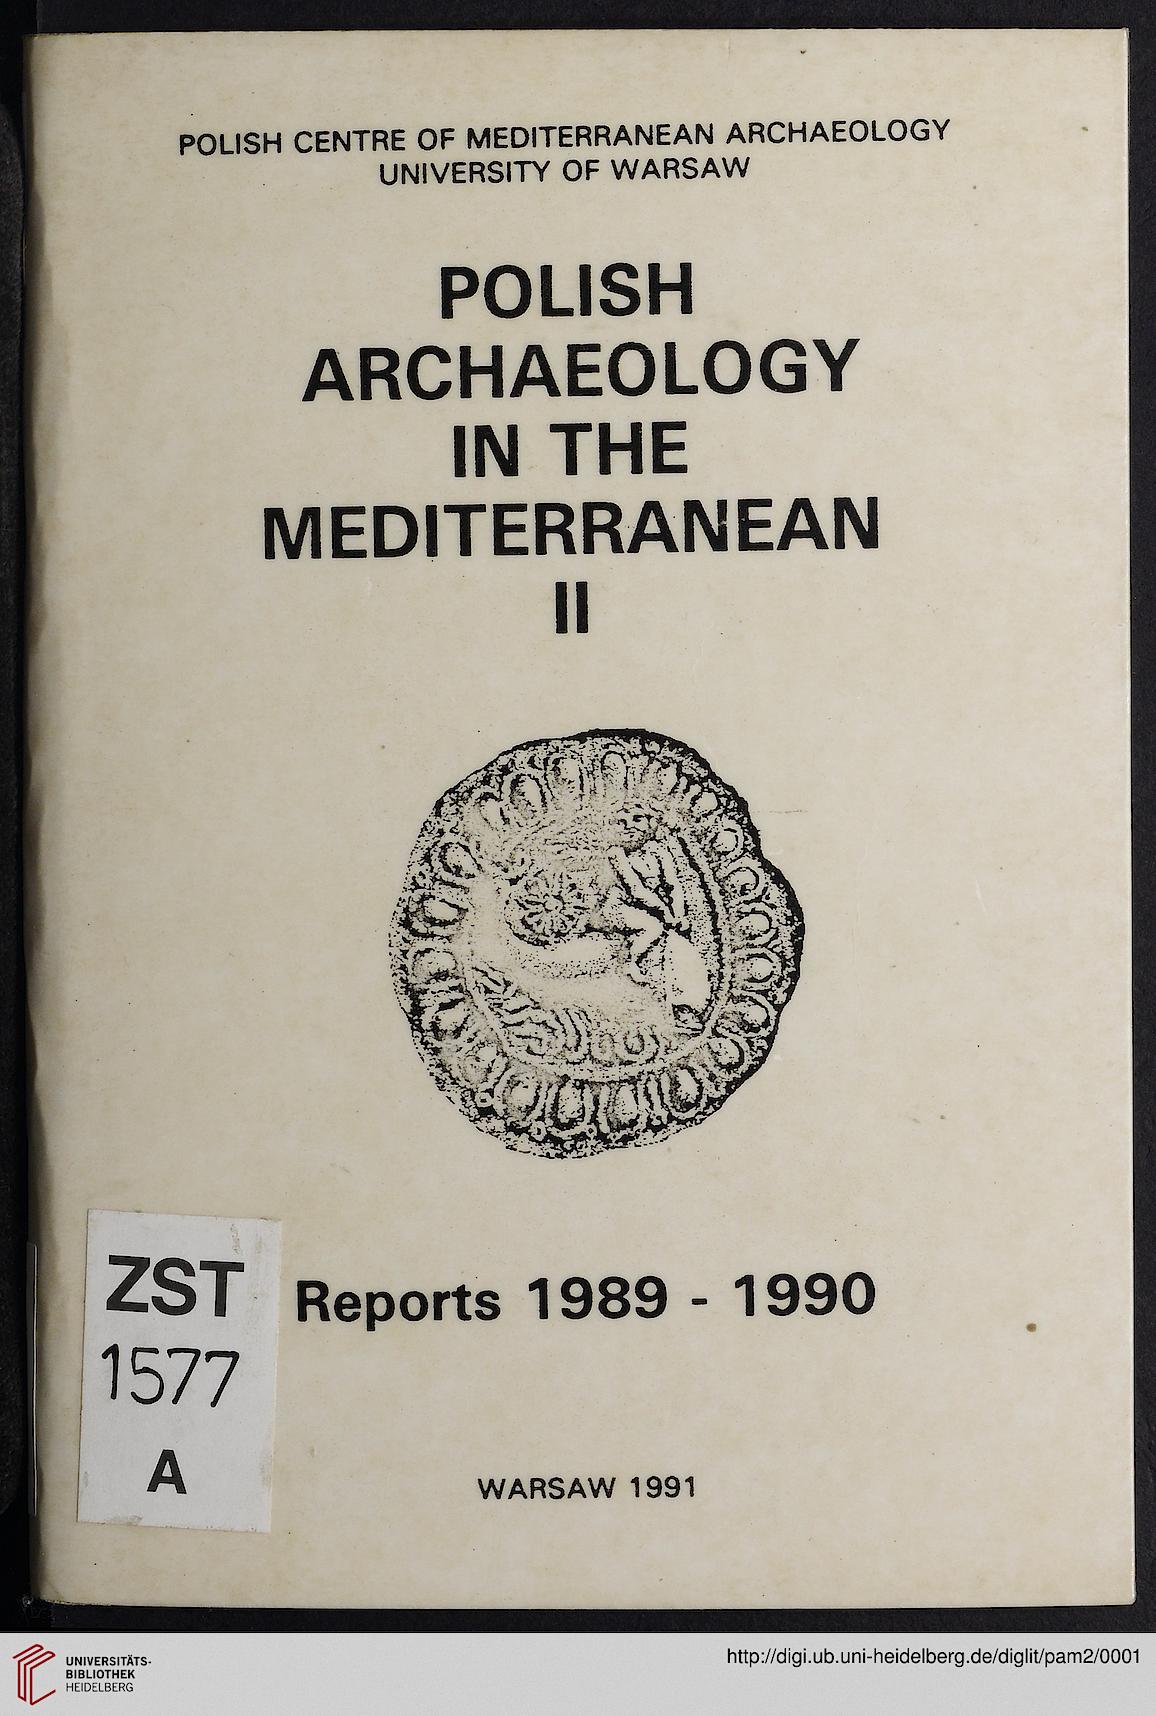 POLISH CENTRE OF MEDITERRANEAN ARCHAEOLOGY
UNIVERSITY OF WARSAW
POLISH
ARCHAEOLOGY
IN THE
MEDITERRANEAN
II
Reports 1989 - 1990
WARSAW 1991
ZST
1577
A
UNIVERSITÄTS-
BIBLIOTHEK
HEIDELBERG
http://digi.ub.uni-heidelberg.de/diglit/pam2/0001